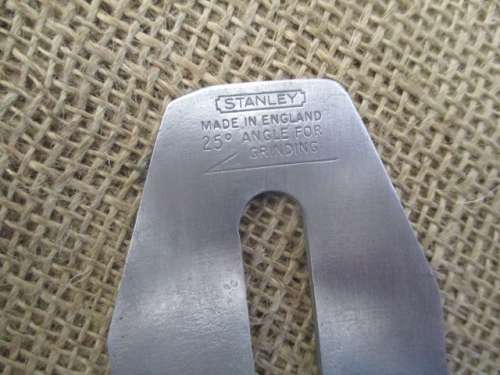 STANLEY
MADE IN ENGLAND
25° ANGLE FOR
GRINDING